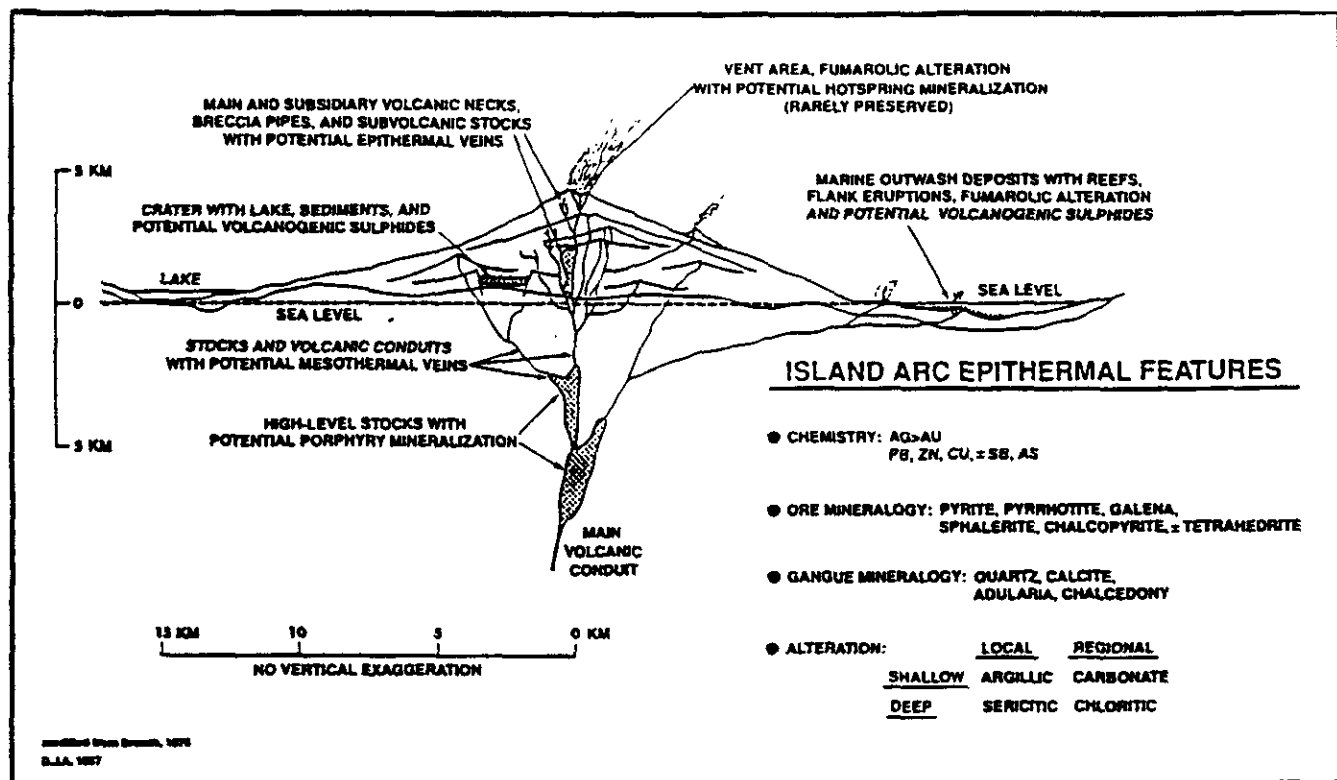 VENT AREA, FUMAROLIC ALTERATION
WITH POTENTIAL HOTSPRING MINERALIZATION
(RARELY PRESERVED)
MAIN AND SUBSIDIARY VOLCANIC NECKS,
BRECCIA PIPES, AND SUBVOLCANIC STOCKS
WITH POTENTIAL EPITHERMAL VEINS
5 KM
MARINE OUTWASH DEPOSITS WITH REEFS,
FLANK ERUPTIONS, FUMAROLIC ALTERATION
AND POTENTIAL VOLCANOGENIC SULPHIDES
CRATER WITH LAKE, SEDIMENTS, AND
POTENTIAL VOLCANOGENIC SULPHIDES
LAKE
0
SEA LEVEL
SEA LEVEL
STOCKS AND VOLCANIC CONDUITS
WITH POTENTIAL MESOTHERMAL VEINS
HIGH-LEVEL STOCKS WITH
POTENTIAL PORPHYRY MINERALIZATION
5 KM
MAIN
VOLCANIC
CONDUIT
ISLAND ARC EPITHERMAL FEATURES
● CHEMISTRY: AG>AU
PB, ZN, CU, ± SB, AS
● ORE MINERALOGY: PYRITE, PYRRHOTITE, GALENA,
SPHALERITE, CHALCOPYRITE, ± TETRAHEDRITE
● GANGUE MINERALOGY: QUARTZ, CALCITE,
ADULARIA, CHALCEDONY
● ALTERATION: LOCAL REGIONAL
SHALLOW ARGILLIC CARBONATE
DEEP SERICITIC CHLORITIC
15 KM 10 5 0 KM
NO VERTICAL EXAGGERATION
modified from